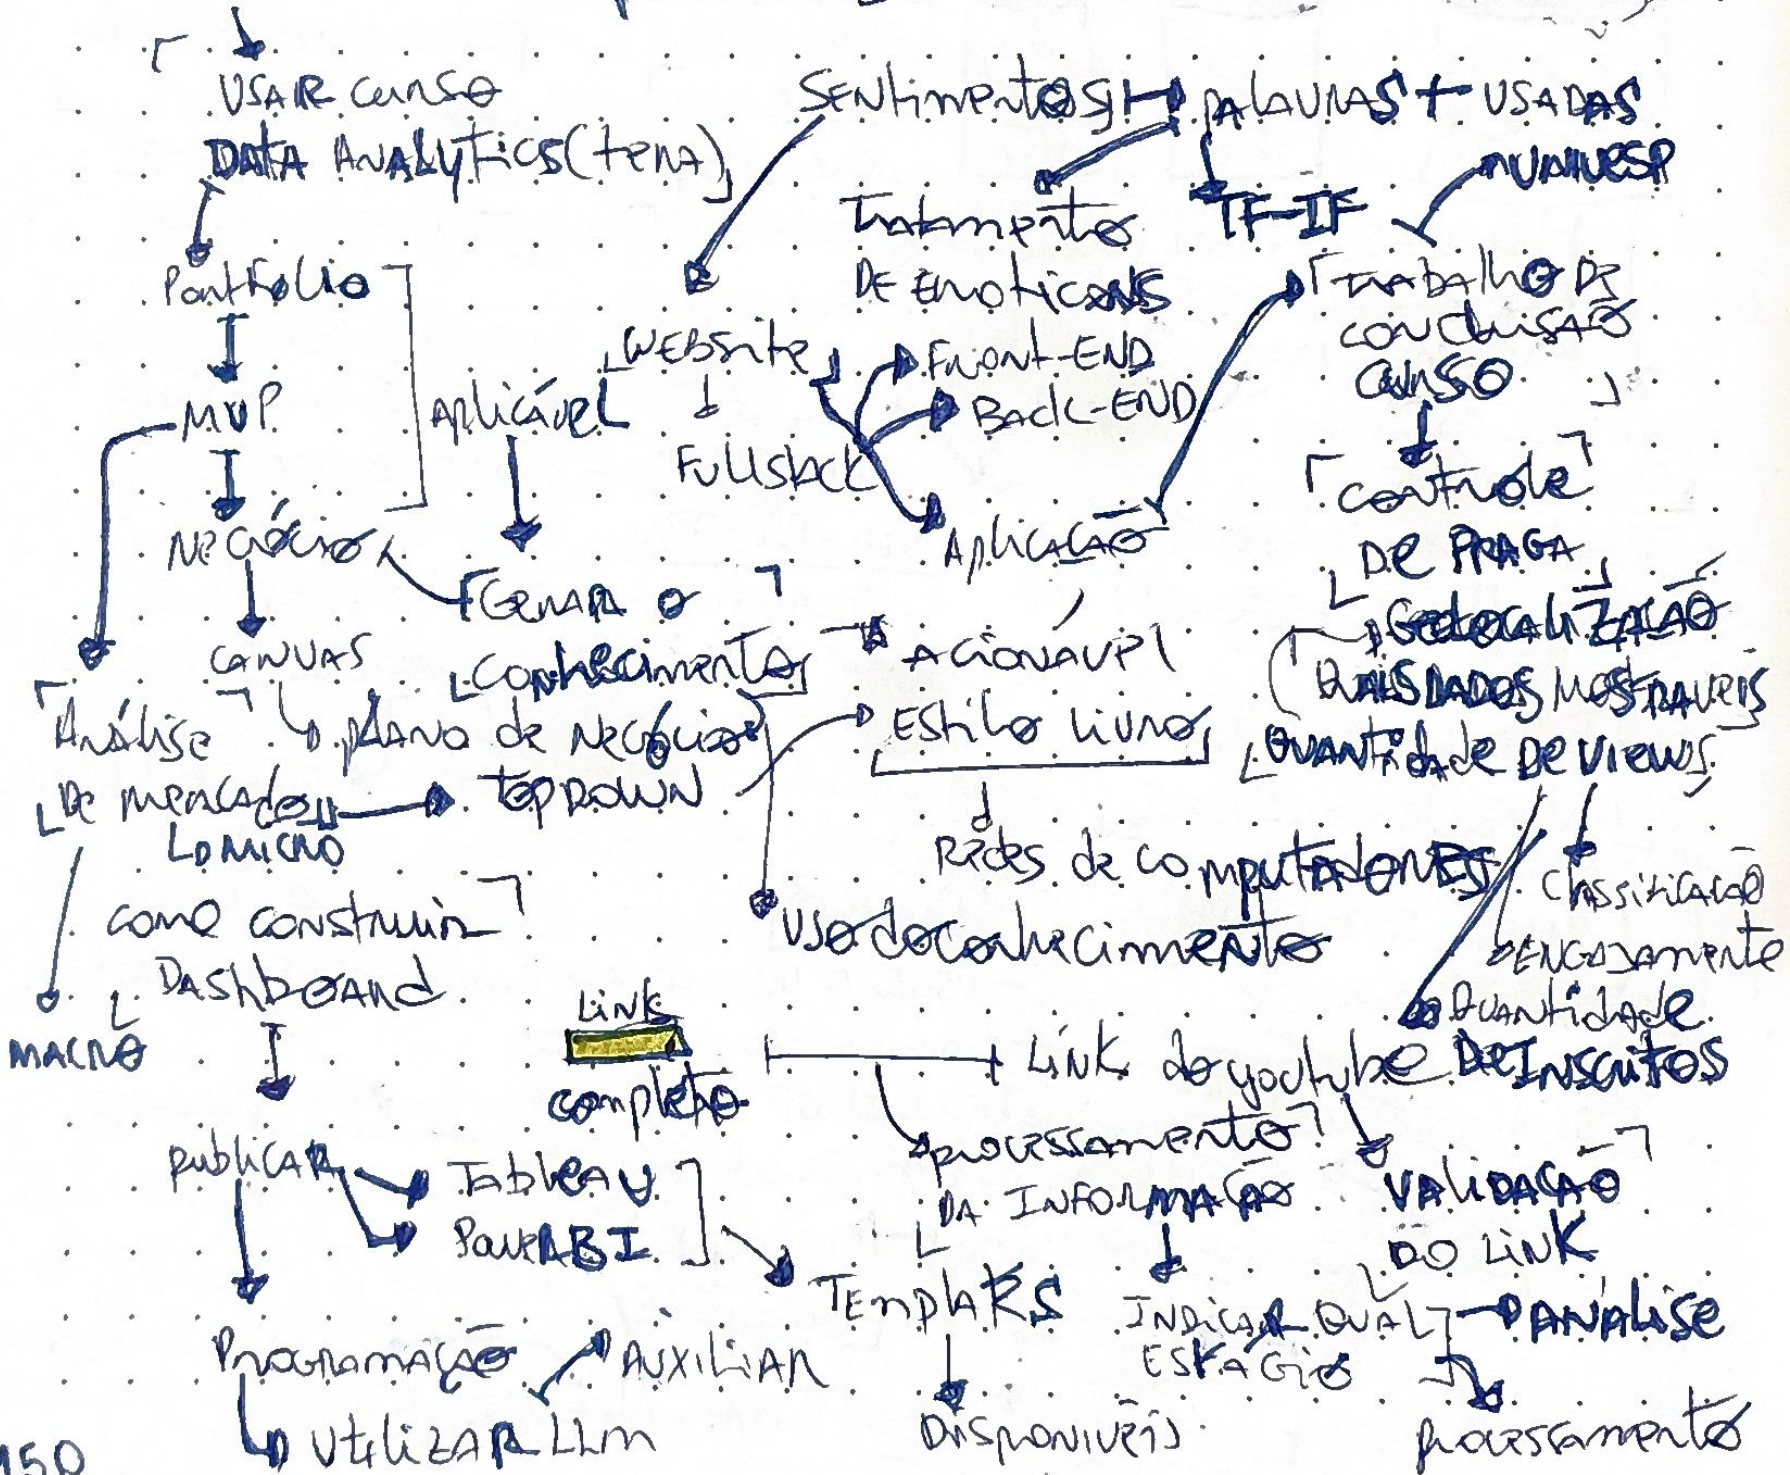 USAR curso
DATA ANALYTICS (tera)
SENtimentos
PALAVRAS + USADAS
UNIVESP
Tratamento
DE EmoticoNS
TF-IF
Portfolio
Trabalho DE
conclusão
curso
WEBsite
Front-END
BACK-END
MVP
Aplicável
Fullstack
controle
DE PRAGA
Negócio
Aplicação
GERAR o
conhecimento
Geolocalização
CANVAS
Acionável
QUAIS DADOS MOSTRAVEIS
Análise
De mercado
plano de negócio
ESTilo Livro
QUANTidade De VIEWS
TOPDOWN
micro
Redes de computadorES
Classificação
como construir
DAShboard
Uso do conhecimento
ENGAJAmente
macro
Link
completo
Link do youtube
Quantidade
De Inscritos
publicar
Tableau
PowerBI
processamento
DA INFORMAÇÃO
VALIDAÇÃO
DO LINK
Templates
INDICAR QUAL
ESTÁGIO
ANÁLISE
Programação
AUXILIAR
Utilizar LLm
Disponiveis
processamento
150